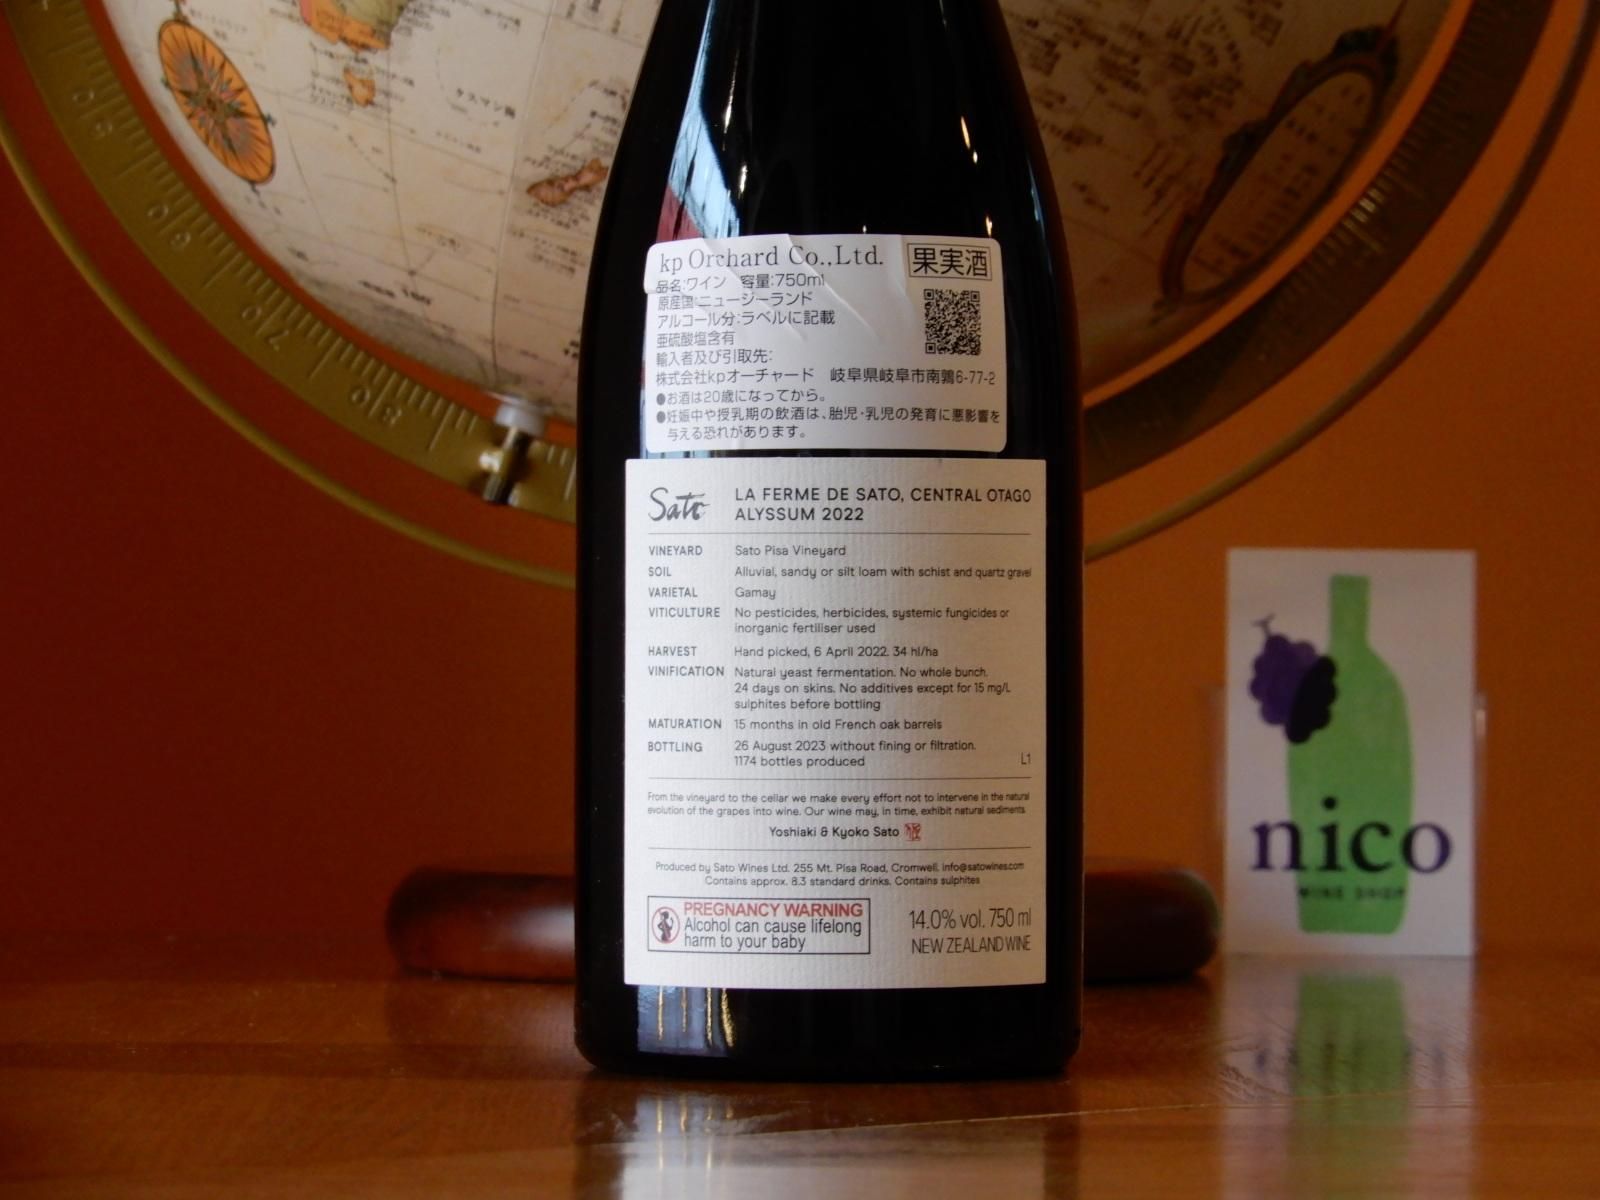 タスマン海
kp Orchard Co.,Ltd. 果実酒
品名:ワイン 容量:750ml
原産国:ニュージーランド
アルコール分:ラベルに記載
亜硫酸塩含有
輸入者及び引取先:
株式会社kpオーチャード 岐阜県岐阜市南鶉6-77-2
●お酒は20歳になってから。
●妊娠中や授乳期の飲酒は、胎児・乳児の発育に悪影響を
与える恐れがあります。
Sato LA FERME DE SATO, CENTRAL OTAGO
ALYSSUM 2022
VINEYARD Sato Pisa Vineyard
SOIL Alluvial, sandy or silt loam with schist and quartz gravel
VARIETAL Gamay
VITICULTURE No pesticides, herbicides, systemic fungicides or
inorganic fertiliser used
HARVEST Hand picked, 6 April 2022. 34 hl/ha
VINIFICATION Natural yeast fermentation. No whole bunch.
24 days on skins. No additives except for 15 mg/L
sulphites before bottling
MATURATION 15 months in old French oak barrels
BOTTLING 26 August 2023 without fining or filtration.
1174 bottles produced L1
From the vineyard to the cellar we make every effort not to intervene in the natural
evolution of the grapes into wine. Our wine may, in time, exhibit natural sediments.
Yoshiaki & Kyoko Sato
Produced by Sato Wines Ltd. 255 Mt. Pisa Road, Cromwell. info@satowines.com
Contains approx. 8.3 standard drinks. Contains sulphites
PREGNANCY WARNING
Alcohol can cause lifelong
harm to your baby
14.0% vol. 750 ml
NEW ZEALAND WINE
nico
WINE SHOP